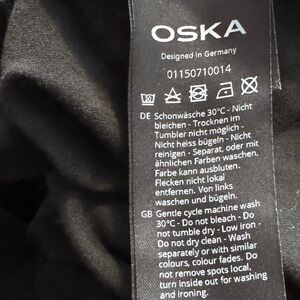 OSKA
Designed in Germany
01150710014
DE Schonwäsche 30°C - Nicht
bleichen - Trocknen im
Tumbler nicht möglich -
Nicht heiss bügeln - Nicht
reinigen - Separat oder mit
ähnlichen Farben waschen,
Farbe kann ausbluten.
Flecken nicht lokal
entfernen. Von links
waschen und bügeln.
GB Gentle cycle machine wash
30°C - Do not bleach - Do
not tumble dry - Low iron -
Do not dry clean - Wash
separately or with similar
colours, colour fades. Do
not remove spots local,
turn inside out for washing
and ironing.